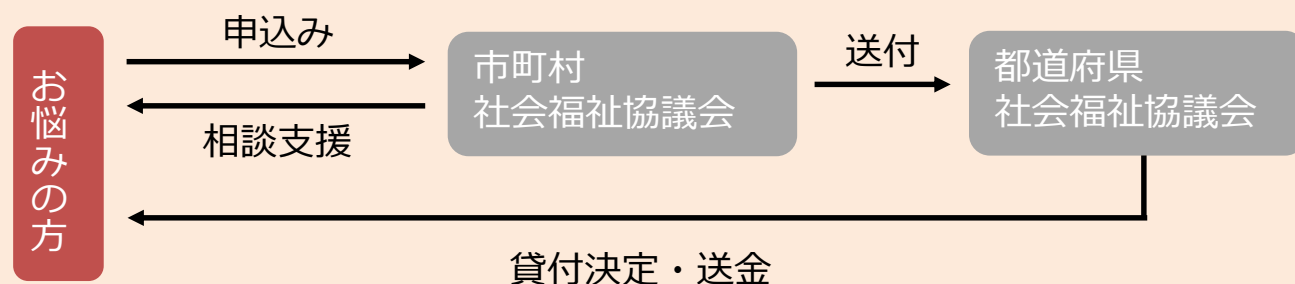 お悩みの方
申込み
相談支援
市町村
社会福祉協議会
送付
都道府県
社会福祉協議会
貸付決定・送金